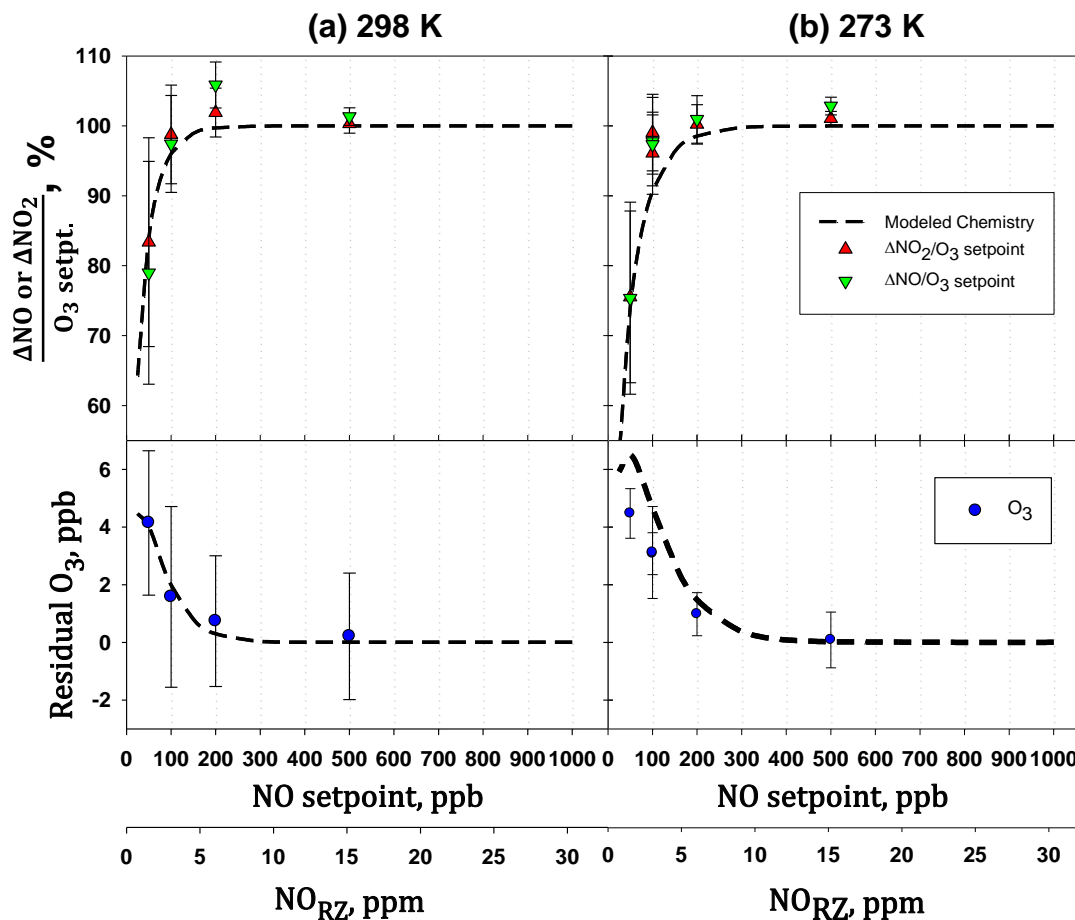 (a) 298 K
(b) 273 K
ΔNO or ΔNO2 / O3 setpt. , %
110
100
90
80
70
60
Modeled Chemistry
ΔNO2/O3 setpoint
ΔNO/O3 setpoint
Residual O3, ppb
6
4
2
0
-2
O3
0 100 200 300 400 500 600 700 800 900 1000
0 100 200 300 400 500 600 700 800 900 1000
NO setpoint, ppb
NO setpoint, ppb
0 5 10 15 20 25 30
0 5 10 15 20 25 30
NORZ, ppm
NORZ, ppm